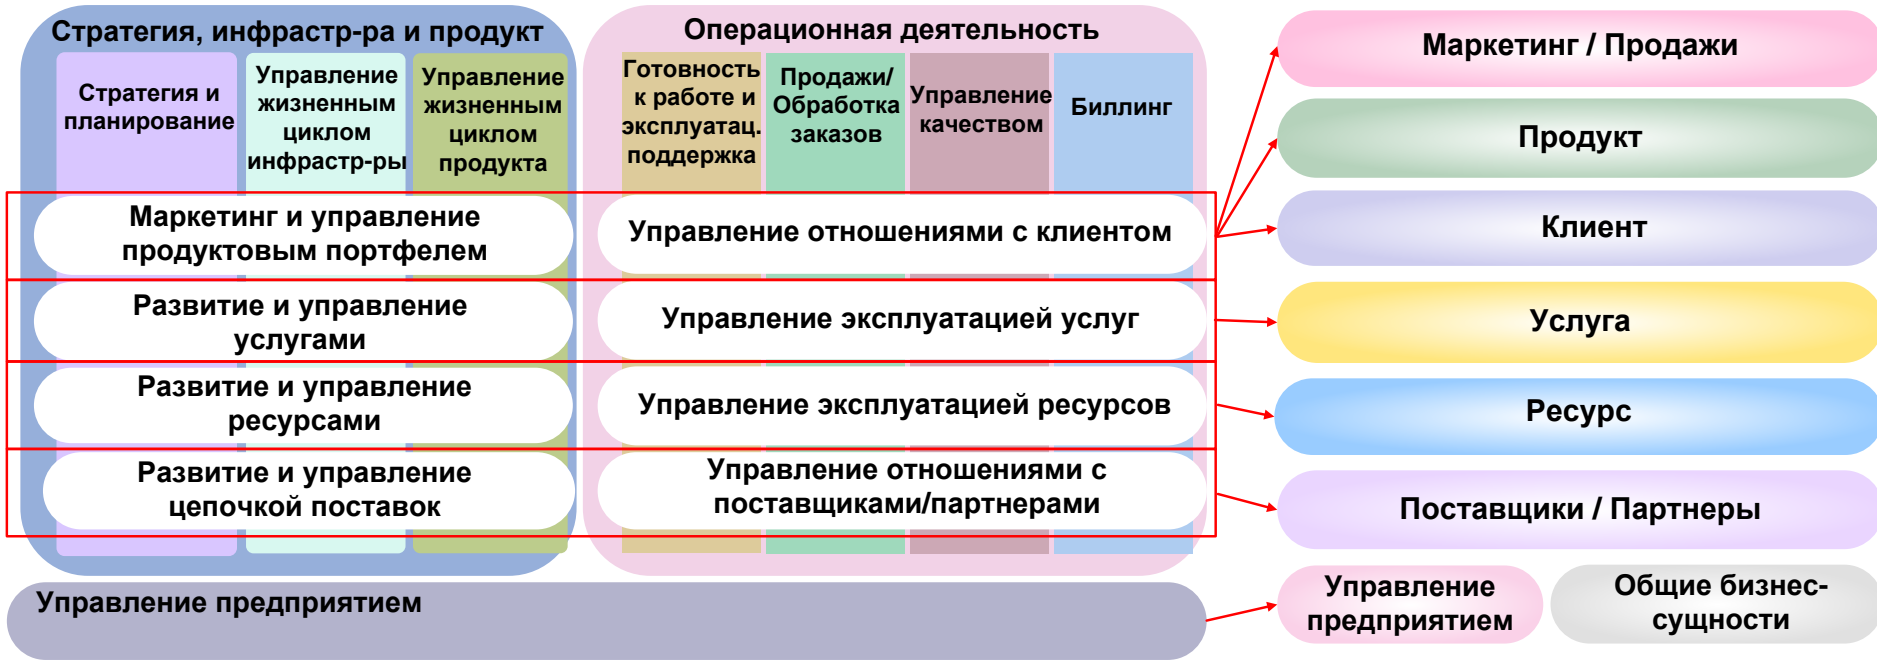 Стратегия, инфрастр-ра и продукт
Стратегия и
планирование
Управление
жизненным
циклом
инфрастр-ры
Управление
жизненным
циклом
продукта
Операционная деятельность
Готовность
к работе и
эксплуатац.
поддержка
Продажи/
Обработка
заказов
Управление
качеством
Биллинг
Маркетинг и управление
продуктовым портфелем
Управление отношениями с клиентом
Развитие и управление
услугами
Управление эксплуатацией услуг
Развитие и управление
ресурсами
Управление эксплуатацией ресурсов
Развитие и управление
цепочкой поставок
Управление отношениями с
поставщиками/партнерами
Управление предприятием
Маркетинг / Продажи
Продукт
Клиент
Услуга
Ресурс
Поставщики / Партнеры
Управление
предприятием
Общие бизнес-
сущности